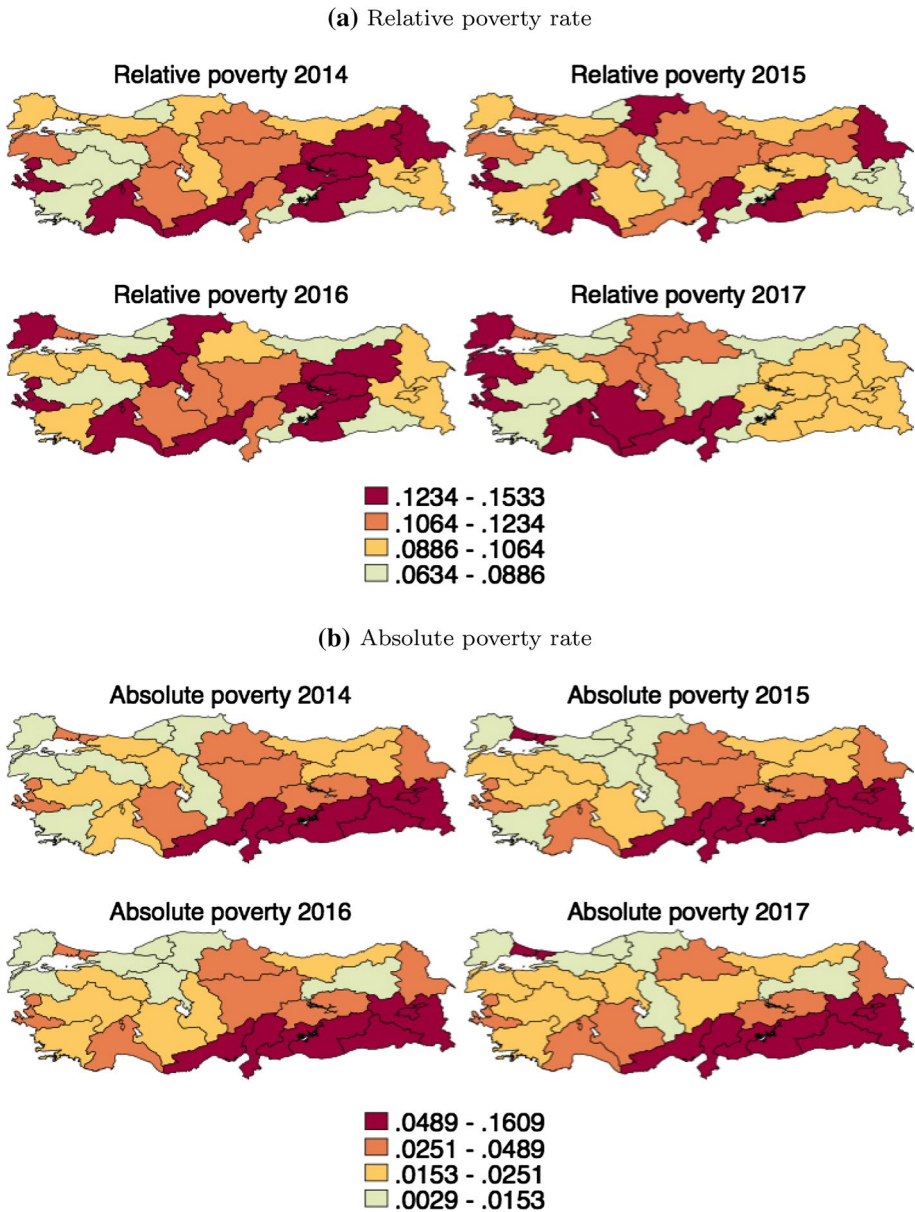 (a) Relative poverty rate
Relative poverty 2014
Relative poverty 2015
Relative poverty 2016
Relative poverty 2017
.1234 - .1533
.1064 - .1234
.0886 - .1064
.0634 - .0886
(b) Absolute poverty rate
Absolute poverty 2014
Absolute poverty 2015
Absolute poverty 2016
Absolute poverty 2017
.0489 - .1609
.0251 - .0489
.0153 - .0251
.0029 - .0153